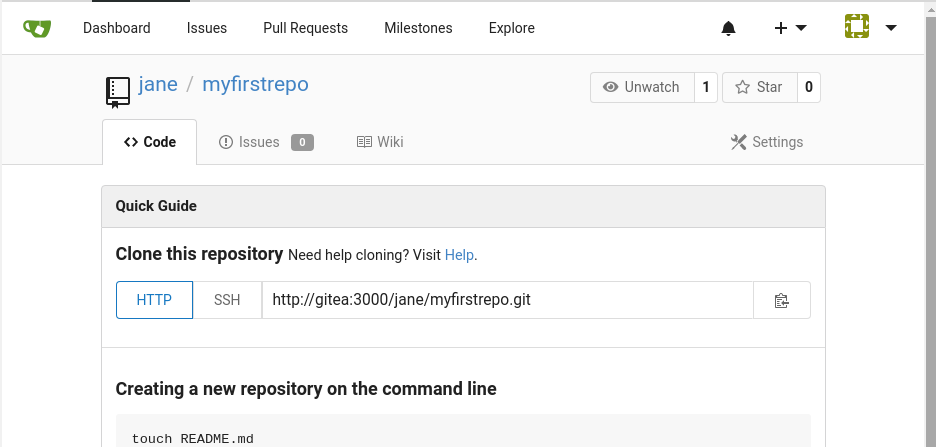 Dashboard Issues Pull Requests Milestones Explore
jane / myfirstrepo
Unwatch 1 Star 0
Code Issues 0 Wiki Settings
Quick Guide
Clone this repository Need help cloning? Visit Help.
HTTP SSH http://gitea:3000/jane/myfirstrepo.git
Creating a new repository on the command line
touch README.md